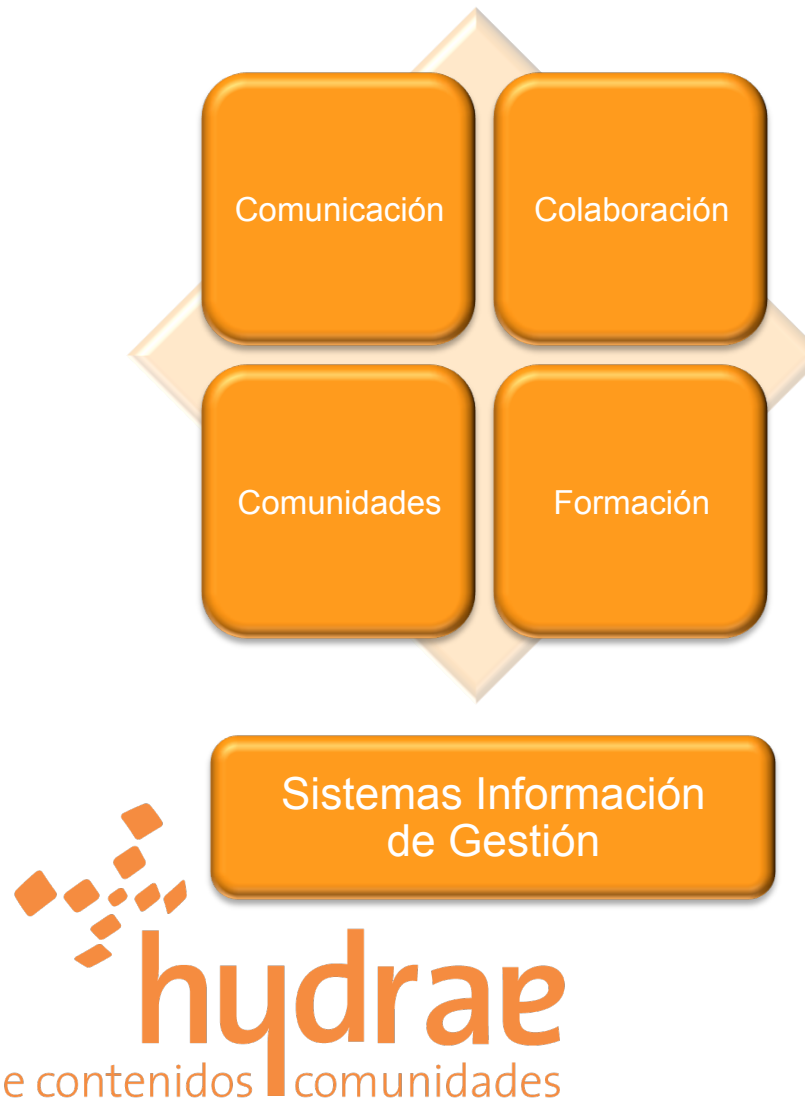 Comunicación
Colaboración
Comunidades
Formación
Sistemas Información
de Gestión
hydrae
e contenidos comunidades